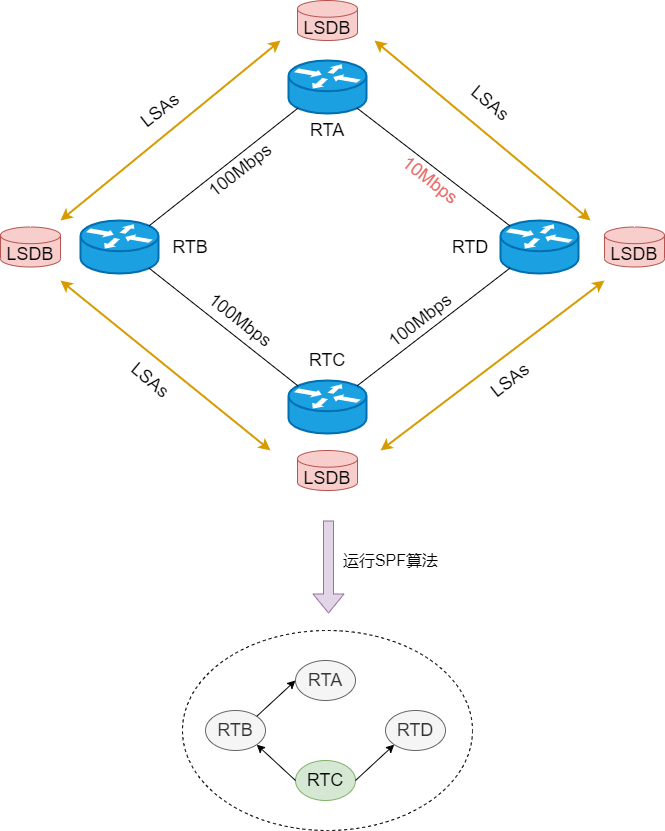 LSDB
LSAs
LSAs
RTA
100Mbps
10Mbps
LSDB
RTB
RTD
LSDB
100Mbps
100Mbps
RTC
LSAs
LSAs
LSDB
运行SPF算法
RTA
RTB
RTD
RTC